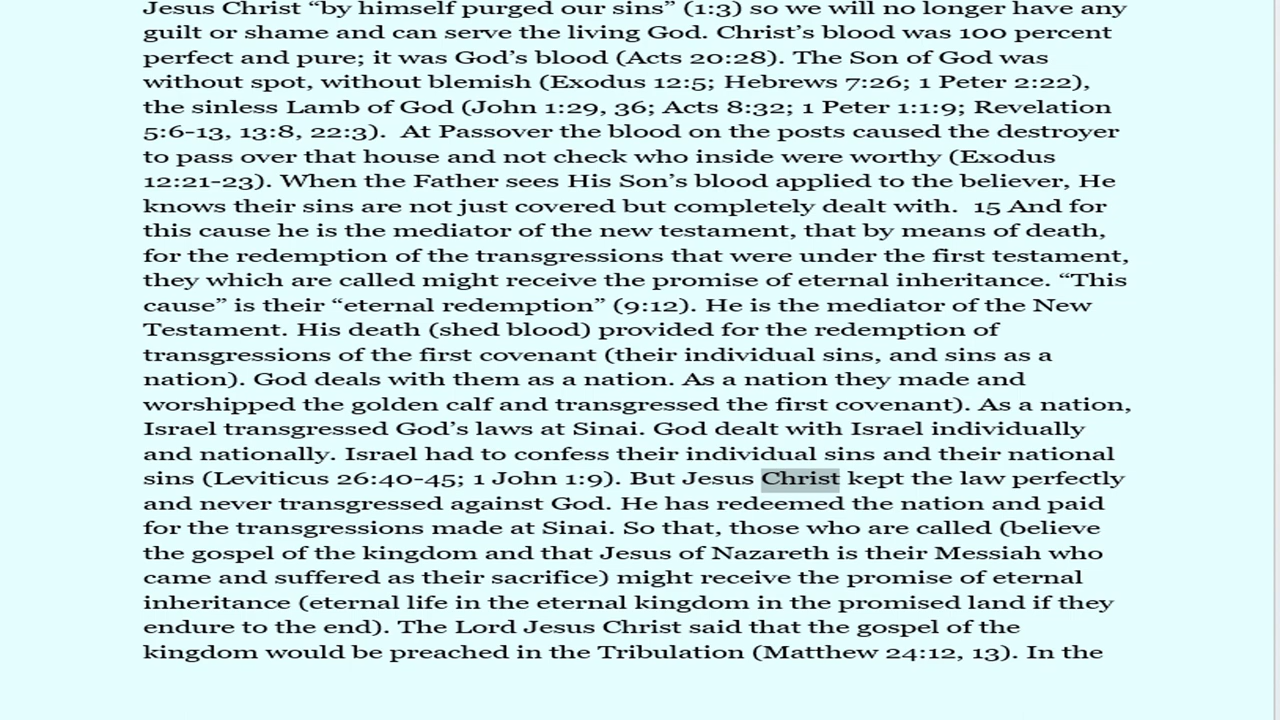 Jesus Christ “by himself purged our sins” (1:3) so we will no longer have any
guilt or shame and can serve the living God. Christ’s blood was 100 percent
perfect and pure; it was God’s blood (Acts 20:28). The Son of God was
without spot, without blemish (Exodus 12:5; Hebrews 7:26; 1 Peter 2:22),
the sinless Lamb of God (John 1:29, 36; Acts 8:32; 1 Peter 1:1:9; Revelation
5:6-13, 13:8, 22:3).  At Passover the blood on the posts caused the destroyer
to pass over that house and not check who inside were worthy (Exodus
12:21-23). When the Father sees His Son’s blood applied to the believer, He
knows their sins are not just covered but completely dealt with.  15 And for
this cause he is the mediator of the new testament, that by means of death,
for the redemption of the transgressions that were under the first testament,
they which are called might receive the promise of eternal inheritance. “This
cause” is their “eternal redemption” (9:12). He is the mediator of the New
Testament. His death (shed blood) provided for the redemption of
transgressions of the first covenant (their individual sins, and sins as a
nation). God deals with them as a nation. As a nation they made and
worshipped the golden calf and transgressed the first covenant). As a nation,
Israel transgressed God’s laws at Sinai. God dealt with Israel individually
and nationally. Israel had to confess their individual sins and their national
sins (Leviticus 26:40-45; 1 John 1:9). But Jesus Christ kept the law perfectly
and never transgressed against God. He has redeemed the nation and paid
for the transgressions made at Sinai. So that, those who are called (believe
the gospel of the kingdom and that Jesus of Nazareth is their Messiah who
came and suffered as their sacrifice) might receive the promise of eternal
inheritance (eternal life in the eternal kingdom in the promised land if they
endure to the end). The Lord Jesus Christ said that the gospel of the
kingdom would be preached in the Tribulation (Matthew 24:12, 13). In the